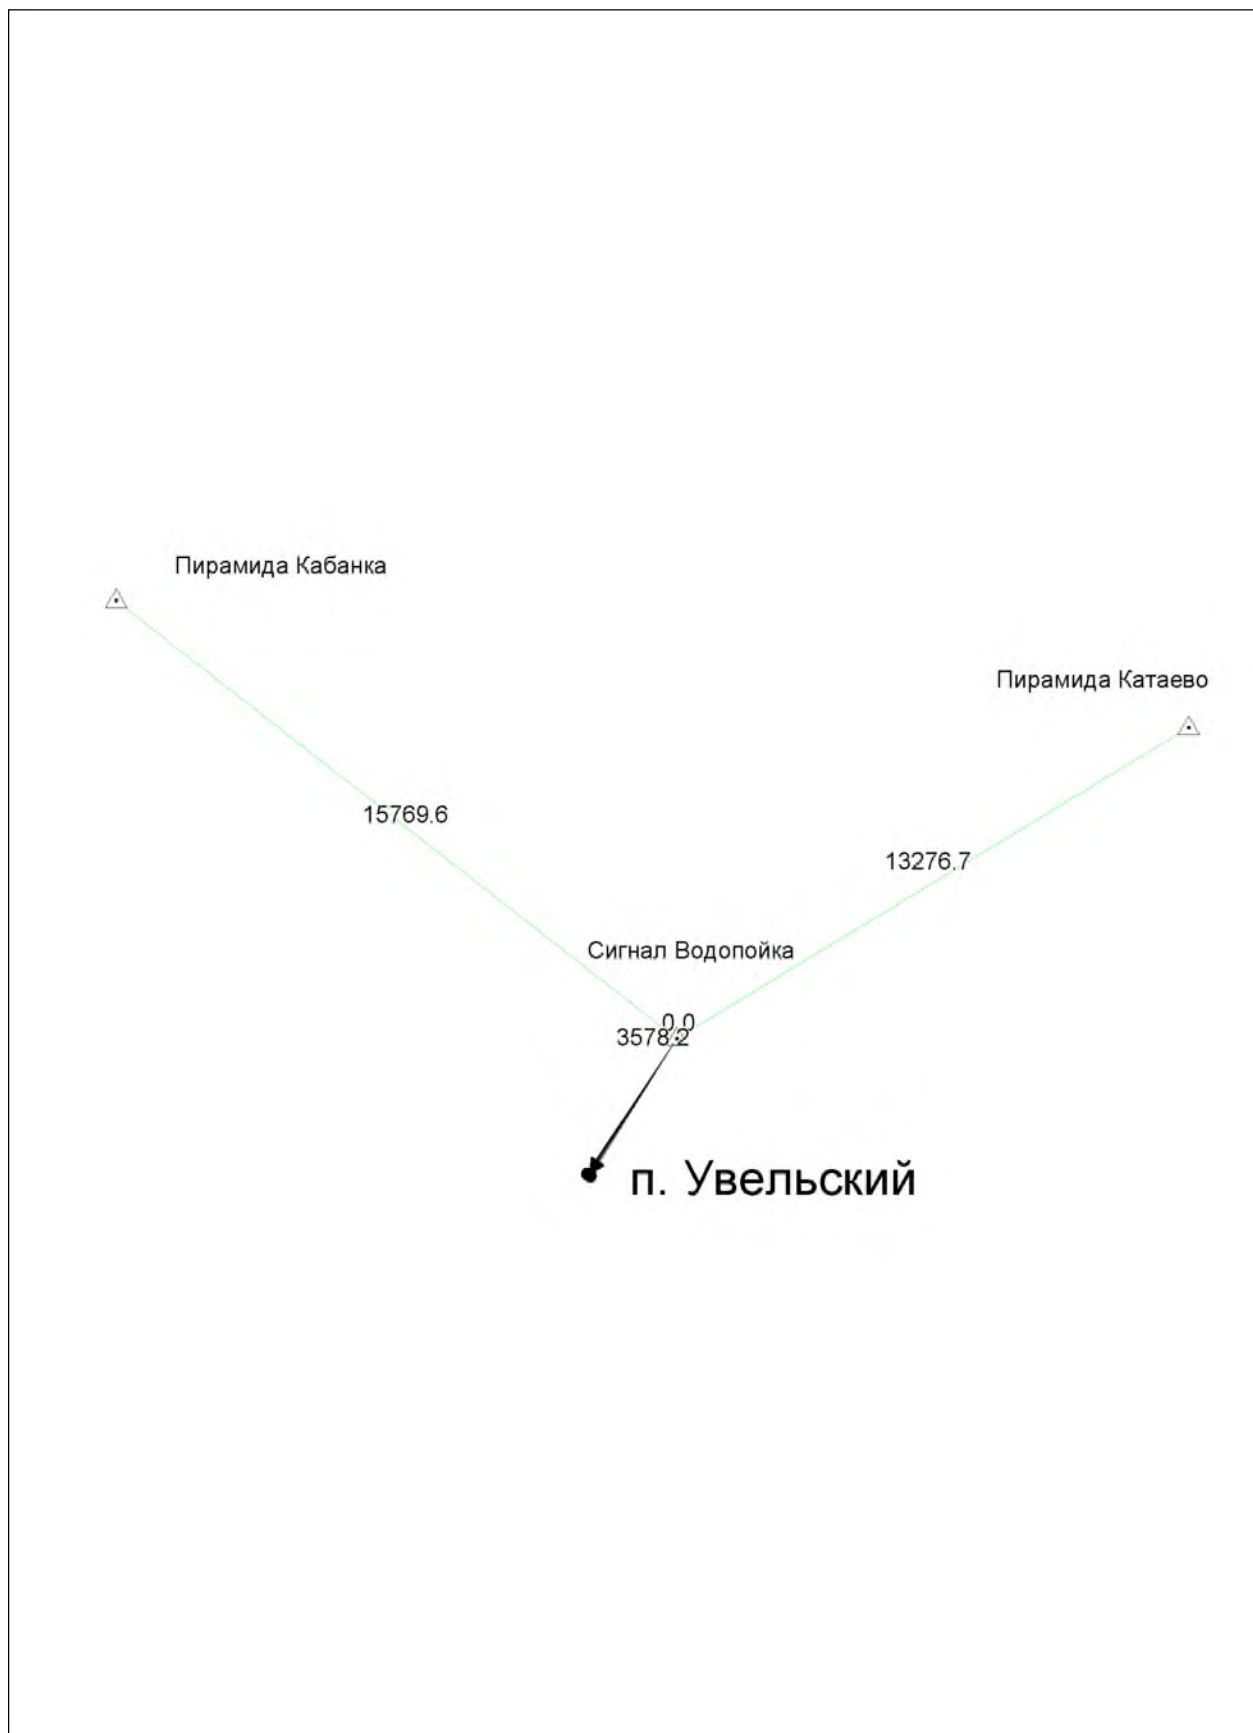 Пирамида Кабанка
Пирамида Катаево
15769.6
13276.7
Сигнал Водопойка
0.0
3578.2
п. Увельский